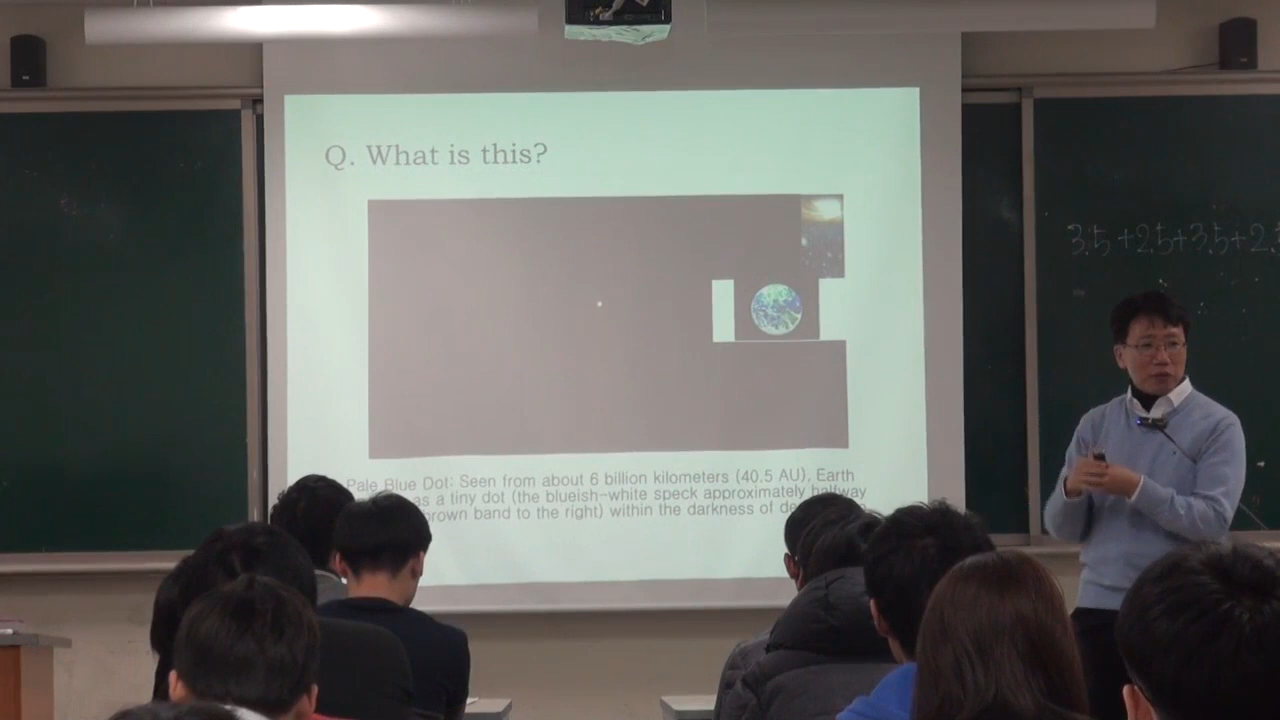 Q. What is this?
Pale Blue Dot: Seen from about 6 billion kilometers (40.5 AU), Earth
as a tiny dot (the blueish-white speck approximately halfway
brown band to the right) within the darkness of
3.5+2.5+3.5+2.